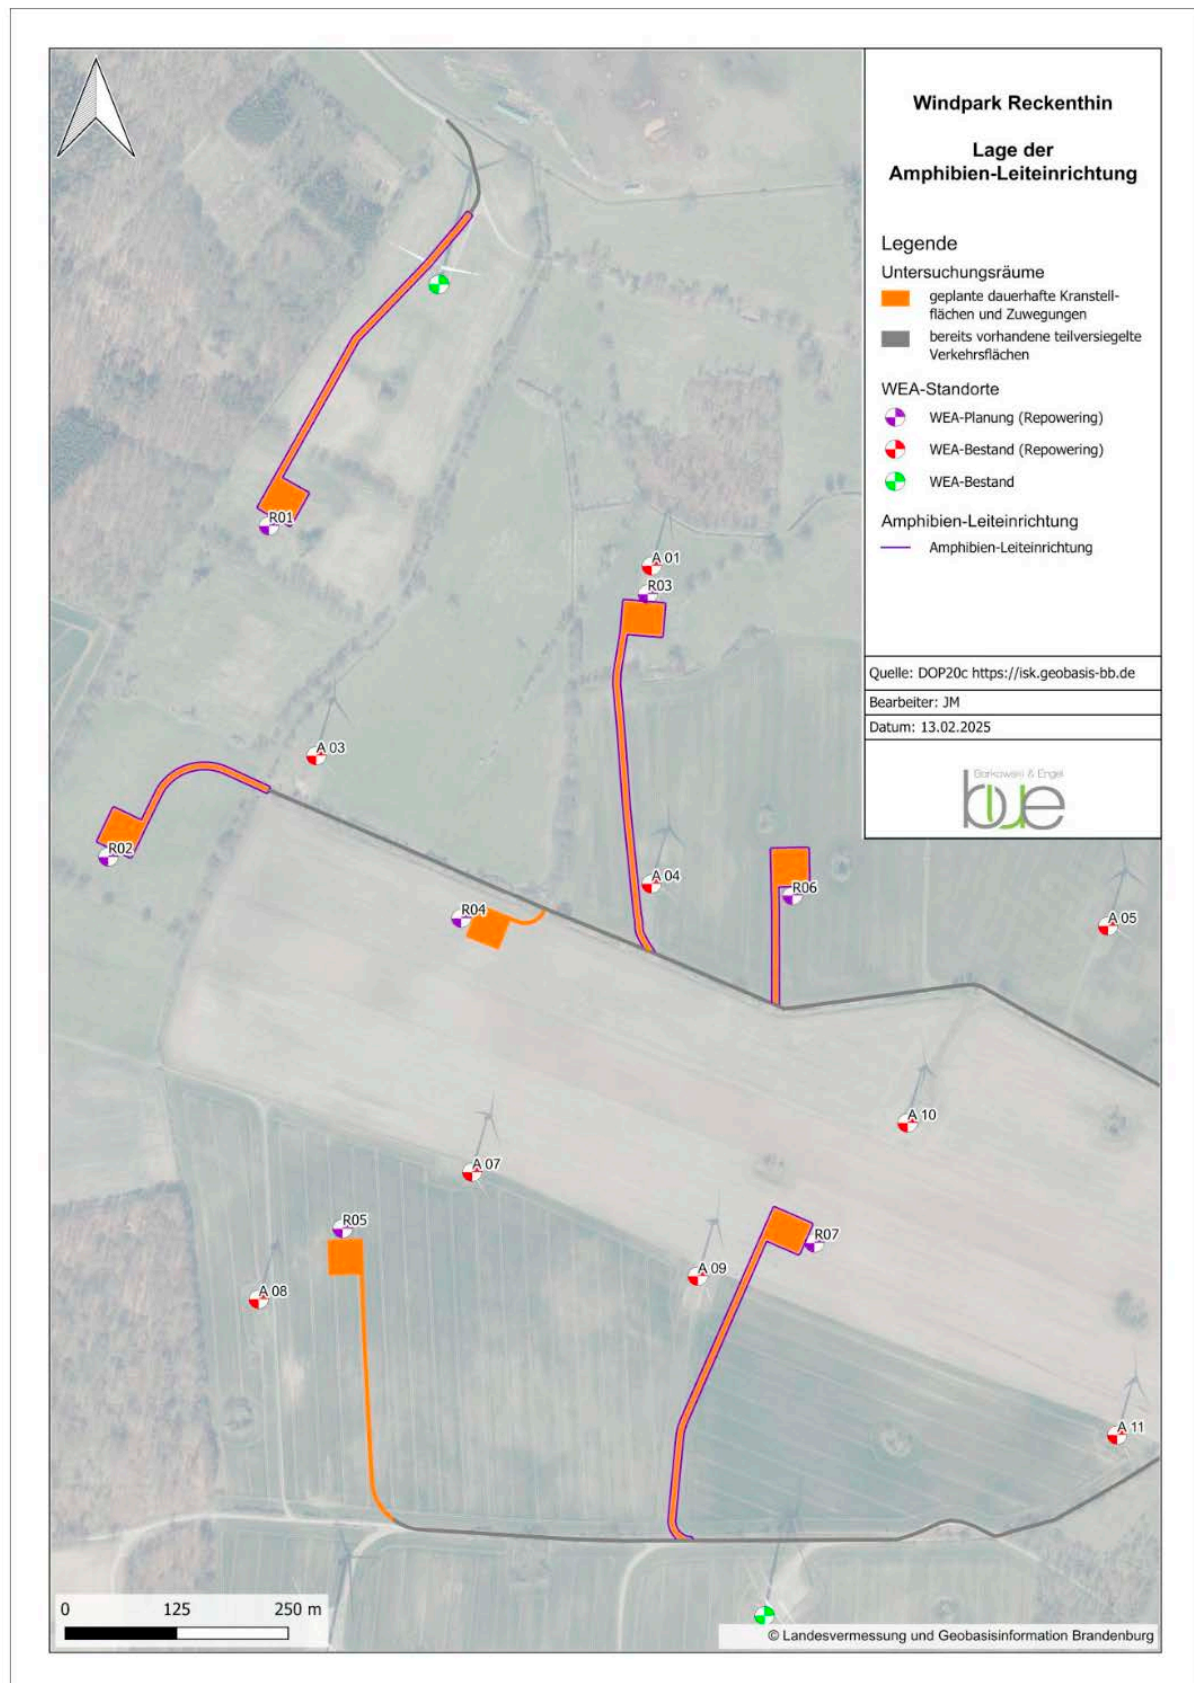 Windpark Reckenthin
Lage der
Amphibien-Leiteinrichtung
Legende
Untersuchungsräume
geplante dauerhafte Kranstell-
flächen und Zuwegungen
bereits vorhandene teilversiegelte
Verkehrsflächen
WEA-Standorte
WEA-Planung (Repowering)
WEA-Bestand (Repowering)
WEA-Bestand
Amphibien-Leiteinrichtung
Amphibien-Leiteinrichtung
Quelle: DOP20c https://isk.geobasis-bb.de
Bearbeiter: JM
Datum: 13.02.2025
Borkowski & Engel
bue
R01
A 01
R03
A 03
R02
A 04
R06
R04
A 05
A 10
A 07
R05
R07
A 09
A 08
A 11
0 125 250 m
© Landesvermessung und Geobasisinformation Brandenburg